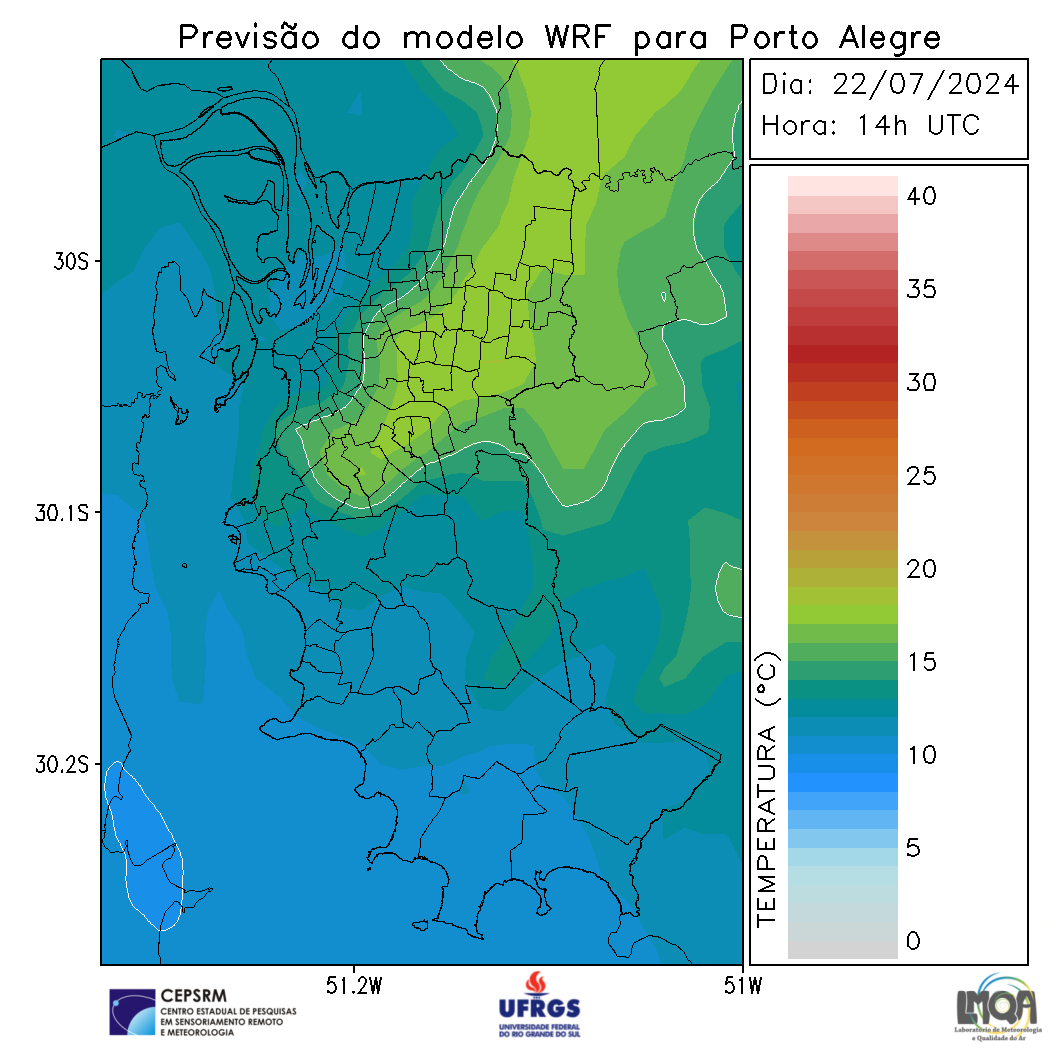 Previsão do modelo WRF para Porto Alegre
Dia: 22/07/2024
Hora: 14h UTC
30S
30.1S
30.2S
51.2W
51W
TEMPERATURA (°C)
40
35
30
25
20
15
10
5
0
CEPSRM
CENTRO ESTADUAL DE PESQUISAS
EM SENSORIAMENTO REMOTO
E METEOROLOGIA
UFRGS
UNIVERSIDADE FEDERAL
DO RIO GRANDE DO SUL
LMQA
Laboratório de Meteorologia
e Qualidade do Ar